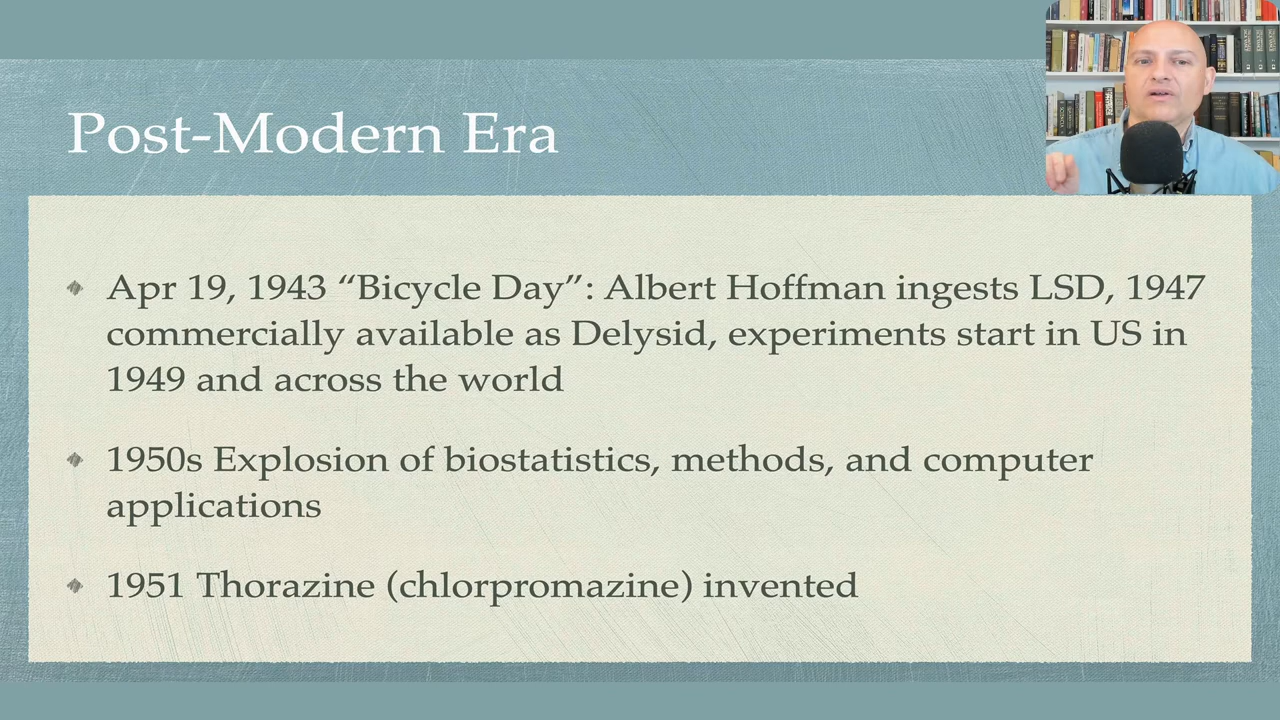 Post-Modern Era
Apr 19, 1943 “Bicycle Day”: Albert Hoffman ingests LSD, 1947
commercially available as Delysid, experiments start in US in
1949 and across the world
1950s Explosion of biostatistics, methods, and computer
applications
1951 Thorazine (chlorpromazine) invented